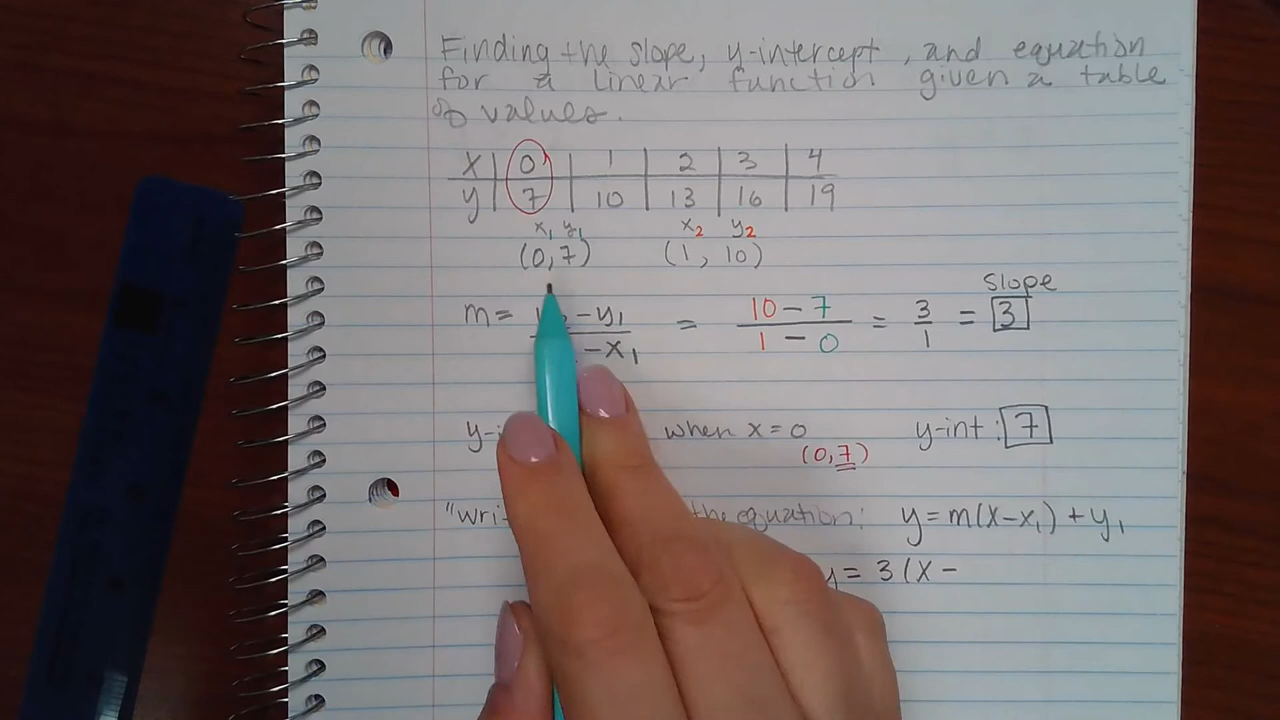 Finding the slope, y-intercept, and equation
for a linear function given a table
of values.
x | 0 | 1 | 2 | 3 | 4
y | 7 | 10 | 13 | 16 | 19
x₁ y₁ x₂ y₂
(0,7) (1, 10)
slope
m = −y₁ = 10 − 7 = 3 = 3
−x₁ 1 − 0 1
when x = 0 y-int: 7
(0,7)
the equation: y = m(x−x₁) + y₁
y = 3(x −